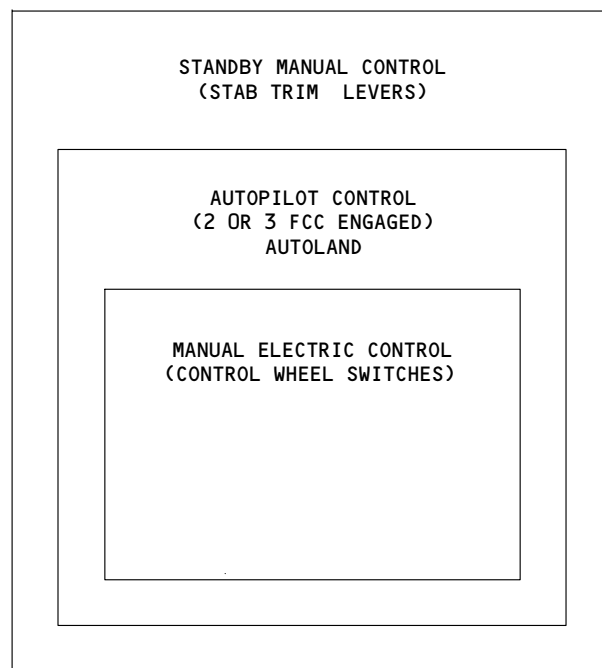 STANDBY MANUAL CONTROL
(STAB TRIM LEVERS)
AUTOPILOT CONTROL
(2 OR 3 FCC ENGAGED)
AUTOLAND
MANUAL ELECTRIC CONTROL
(CONTROL WHEEL SWITCHES)